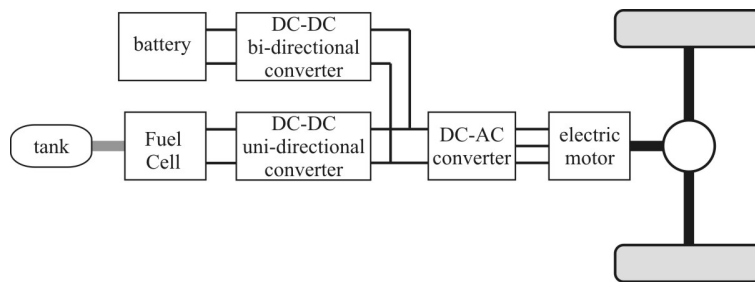 battery
DC-DC
bi-directional
converter
tank
Fuel
Cell
DC-DC
uni-directional
converter
DC-AC
converter
electric
motor